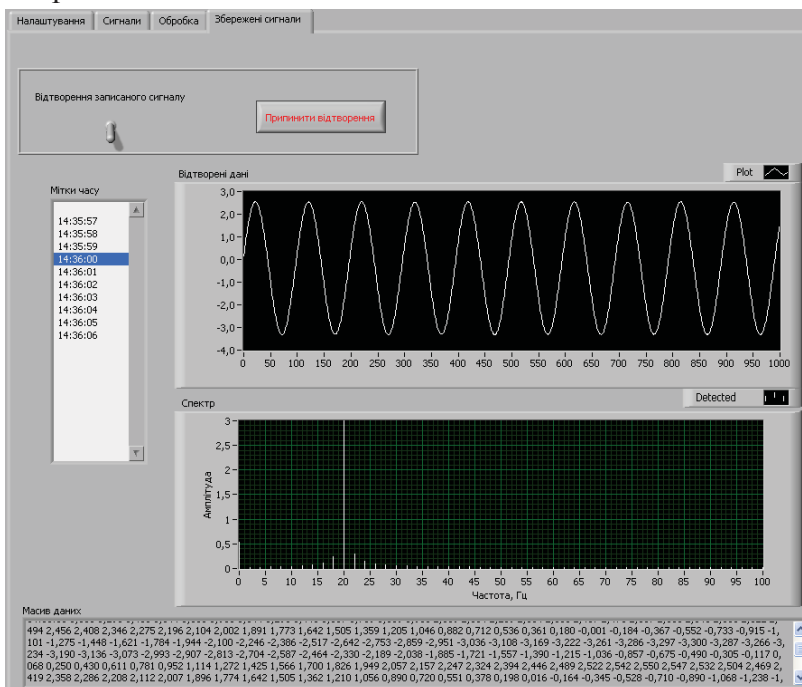 Налаштування Сигнали Обробка Збережені сигнали
Відтворення записаного сигналу
Припинити відтворення
Мітки часу
14:35:57
14:35:58
14:35:59
14:36:00
14:36:01
14:36:02
14:36:03
14:36:04
14:36:05
14:36:06
Відтворені дані
Plot
3,0
2,0
1,0
0,0
-1,0
-2,0
-3,0
-4,0
0 50 100 150 200 250 300 350 400 450 500 550 600 650 700 750 800 850 900 950 1000
Спектр
Detected
Амплітуда
3
2,5
2
1,5
1
0,5
0
0 5 10 15 20 25 30 35 40 45 50 55 60 65 70 75 80 85 90 95 100
Частота, Гц
Масив даних
494 2,456 2,408 2,346 2,275 2,196 2,104 2,002 1,891 1,773 1,642 1,505 1,359 1,205 1,046 0,882 0,712 0,536 0,361 0,180 -0,001 -0,184 -0,367 -0,552 -0,733 -0,915 -1,
101 -1,275 -1,448 -1,621 -1,784 -1,944 -2,100 -2,246 -2,386 -2,517 -2,642 -2,753 -2,859 -2,951 -3,036 -3,108 -3,169 -3,222 -3,261 -3,286 -3,297 -3,300 -3,287 -3,266 -3,
234 -3,190 -3,136 -3,073 -2,993 -2,907 -2,813 -2,704 -2,587 -2,464 -2,330 -2,189 -2,038 -1,885 -1,721 -1,557 -1,390 -1,215 -1,036 -0,857 -0,675 -0,490 -0,305 -0,117 0,
068 0,250 0,430 0,611 0,781 0,952 1,114 1,272 1,425 1,566 1,700 1,826 1,949 2,057 2,157 2,247 2,324 2,394 2,446 2,489 2,522 2,542 2,550 2,547 2,532 2,504 2,469 2,
419 2,358 2,286 2,208 2,112 2,007 1,896 1,774 1,642 1,505 1,362 1,210 1,056 0,890 0,720 0,551 0,378 0,198 0,016 -0,164 -0,345 -0,528 -0,710 -0,890 -1,068 -1,238 -1,